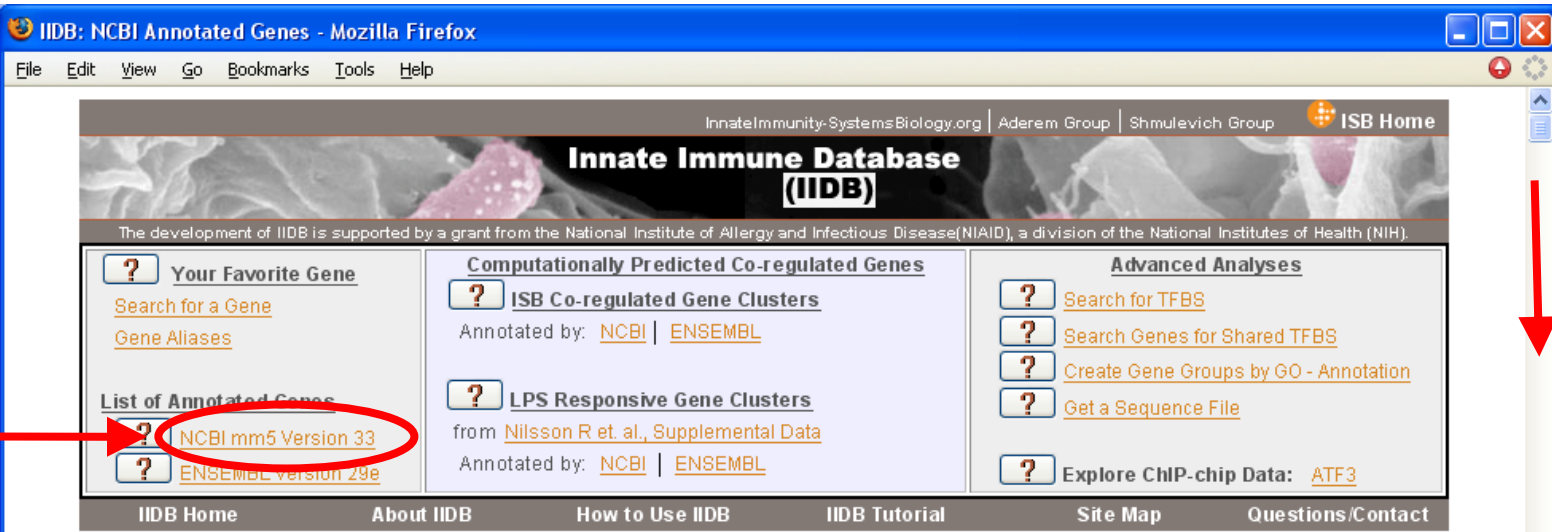 IIDB: NCBI Annotated Genes - Mozilla Firefox
File Edit View Go Bookmarks Tools Help
InnateImmunity-SystemsBiology.org | Aderem Group | Shmulevich Group ISB Home
Innate Immune Database
(IIDB)
The development of IIDB is supported by a grant from the National Institute of Allergy and Infectious Disease(NIAID), a division of the National Institutes of Health (NIH).
? Your Favorite Gene
Search for a Gene
Gene Aliases
List of Annotated Genes
? NCBI mm5 Version 33
? ENSEMBL Version 29e
Computationally Predicted Co-regulated Genes
? ISB Co-regulated Gene Clusters
Annotated by: NCBI | ENSEMBL
? LPS Responsive Gene Clusters
from Nilsson R et. al., Supplemental Data
Annotated by: NCBI | ENSEMBL
Advanced Analyses
? Search for TFBS
? Search Genes for Shared TFBS
? Create Gene Groups by GO - Annotation
? Get a Sequence File
? Explore ChIP-chip Data: ATF3
IIDB Home About IIDB How to Use IIDB IIDB Tutorial Site Map Questions/Contact